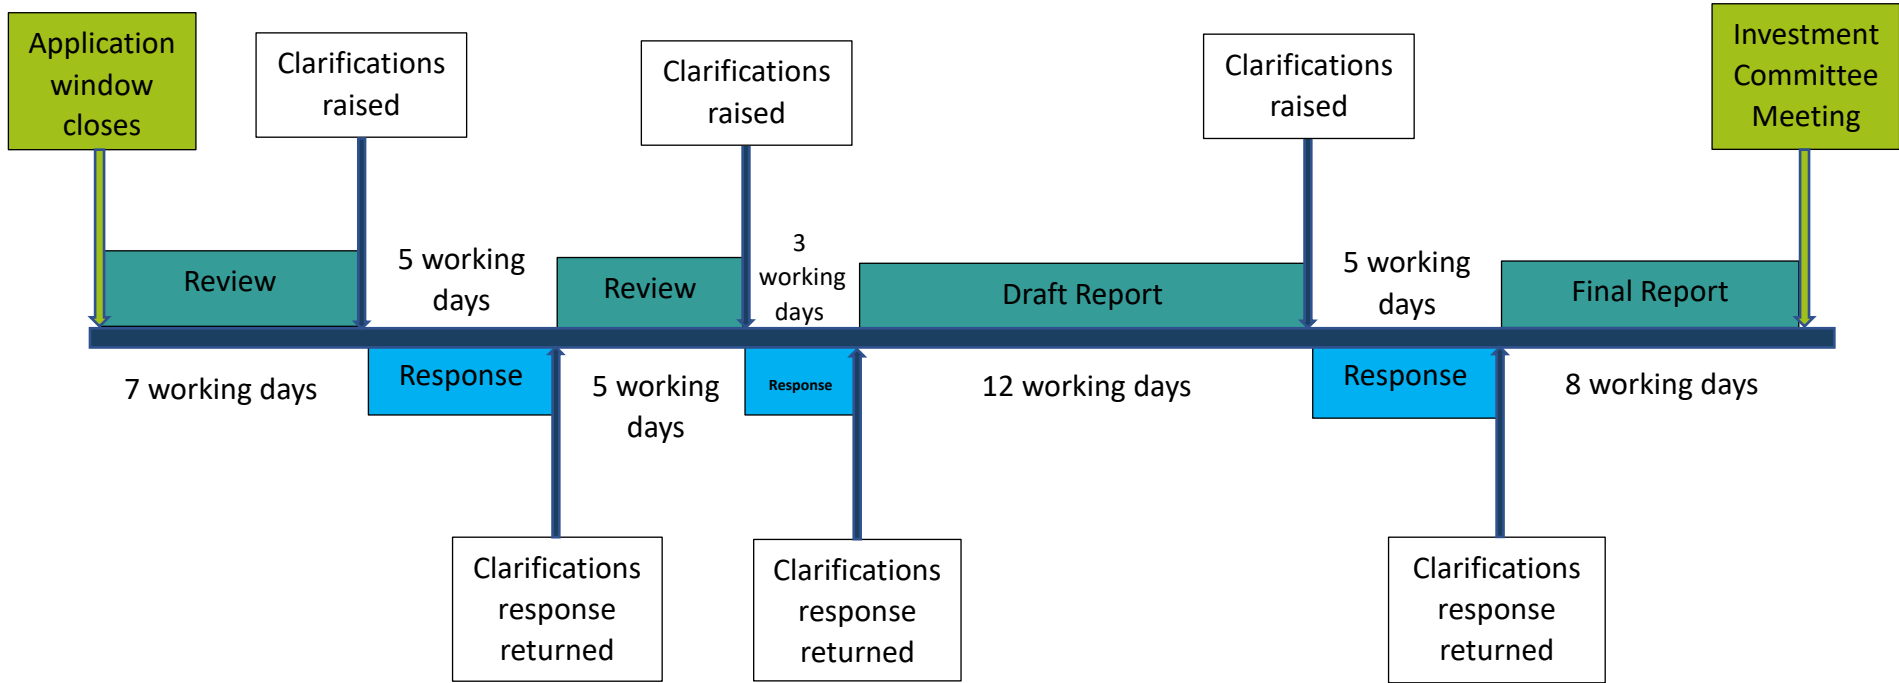 Application
window
closes
Clarifications
raised
Clarifications
raised
Clarifications
raised
Investment
Committee
Meeting
Review
5 working
days
Review
3
working
days
Draft Report
5 working
days
Final Report
7 working days
Response
5 working
days
Response
12 working days
Response
8 working days
Clarifications
response
returned
Clarifications
response
returned
Clarifications
response
returned